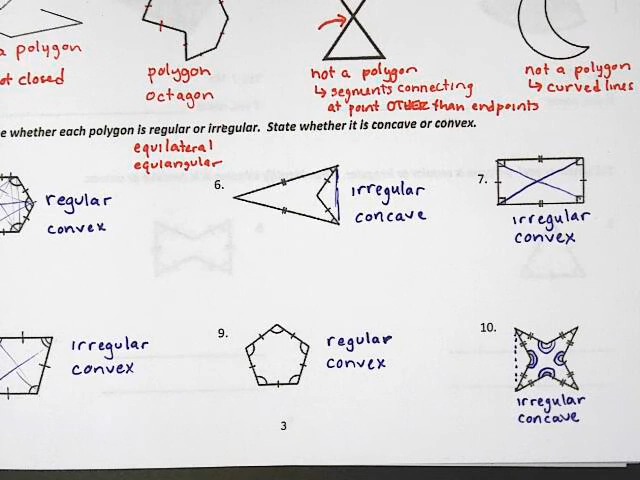 a polygon
ot closed
polygon
octagon
not a polygon
↳ segments connecting
at point OTHER than endpoints
not a polygon
↳ curved lines
e whether each polygon is regular or irregular. State whether it is concave or convex.
equilateral
equiangular
regular
convex
6.
irregular
concave
7.
irregular
convex
irregular
convex
9.
regular
convex
10.
irregular
concave
3